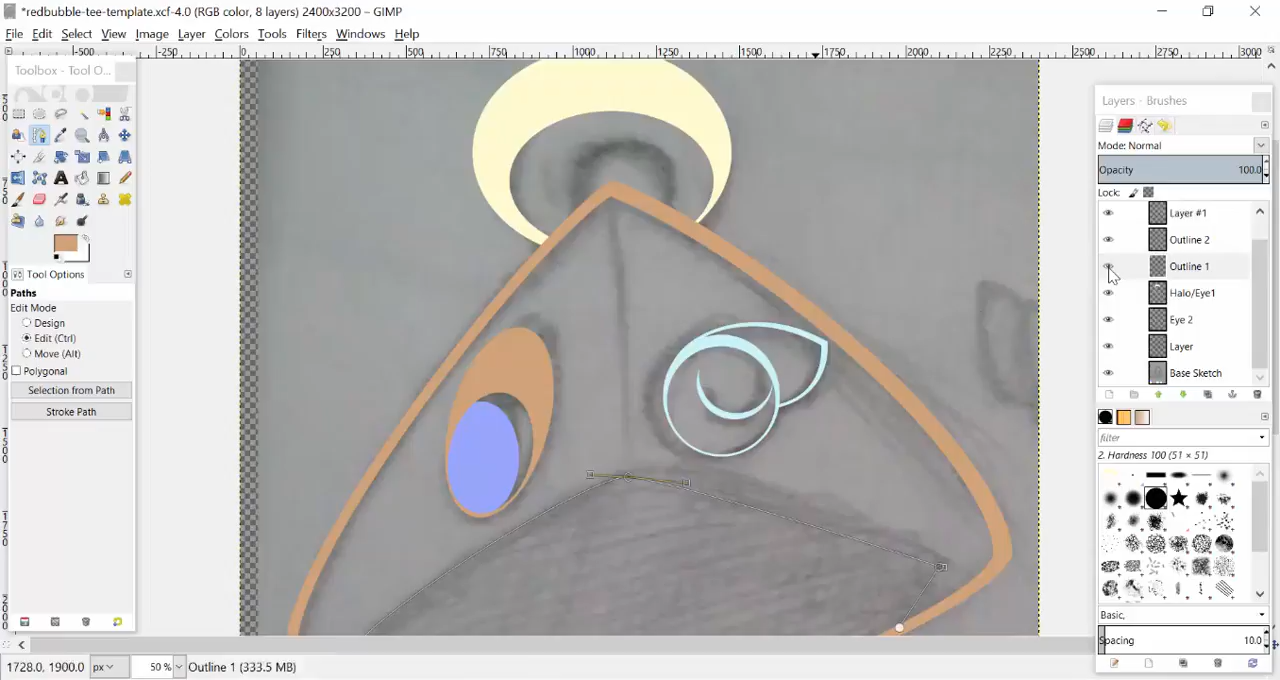 *redbubble-tee-template.xcf-4.0 (RGB color, 8 layers) 2400x3200 – GIMP
File Edit Select View Image Layer Colors Tools Filters Windows Help
-500 -250 0 250 500 750 1000 1250 1500 1750 2000 2250 2500 2750 3000
Toolbox - Tool O...
Tool Options
Paths
Edit Mode
Design
Edit (Ctrl)
Move (Alt)
Polygonal
Selection from Path
Stroke Path
Layers - Brushes
Mode: Normal
Opacity 100.0
Lock:
Layer #1
Outline 2
Outline 1
Halo/Eye1
Eye 2
Layer
Base Sketch
filter
2. Hardness 100 (51 × 51)
Basic,
Spacing 10.0
1728.0, 1900.0 px 50 % Outline 1 (333.5 MB)